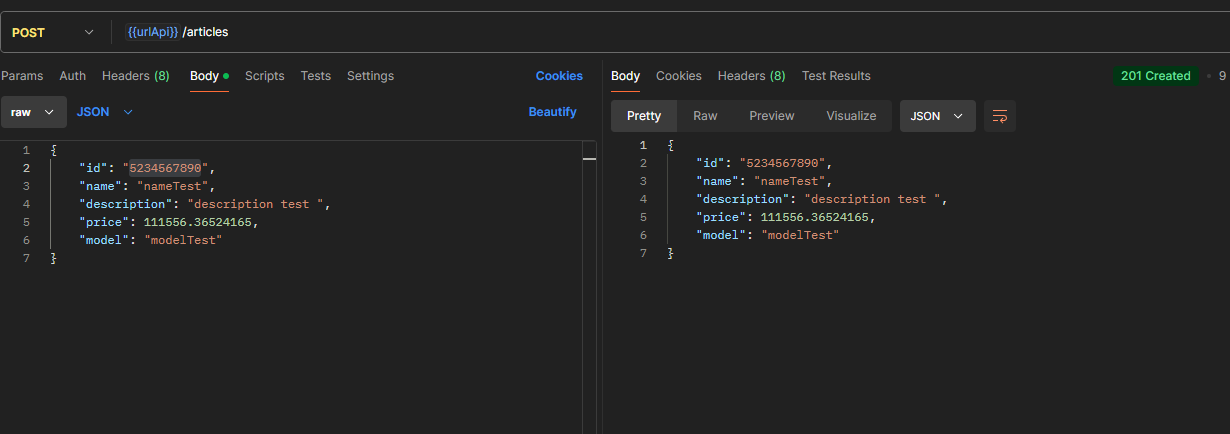 POST {{urlApi}} /articles
Params Auth Headers (8) Body Scripts Tests Settings Cookies
raw JSON Beautify
1 {
2 "id": "5234567890",
3 "name": "nameTest",
4 "description": "description test ",
5 "price": 111556.36524165,
6 "model": "modelTest"
7 }
Body Cookies Headers (8) Test Results 201 Created 9
Pretty Raw Preview Visualize JSON
1 {
2 "id": "5234567890",
3 "name": "nameTest",
4 "description": "description test ",
5 "price": 111556.36524165,
6 "model": "modelTest"
7 }